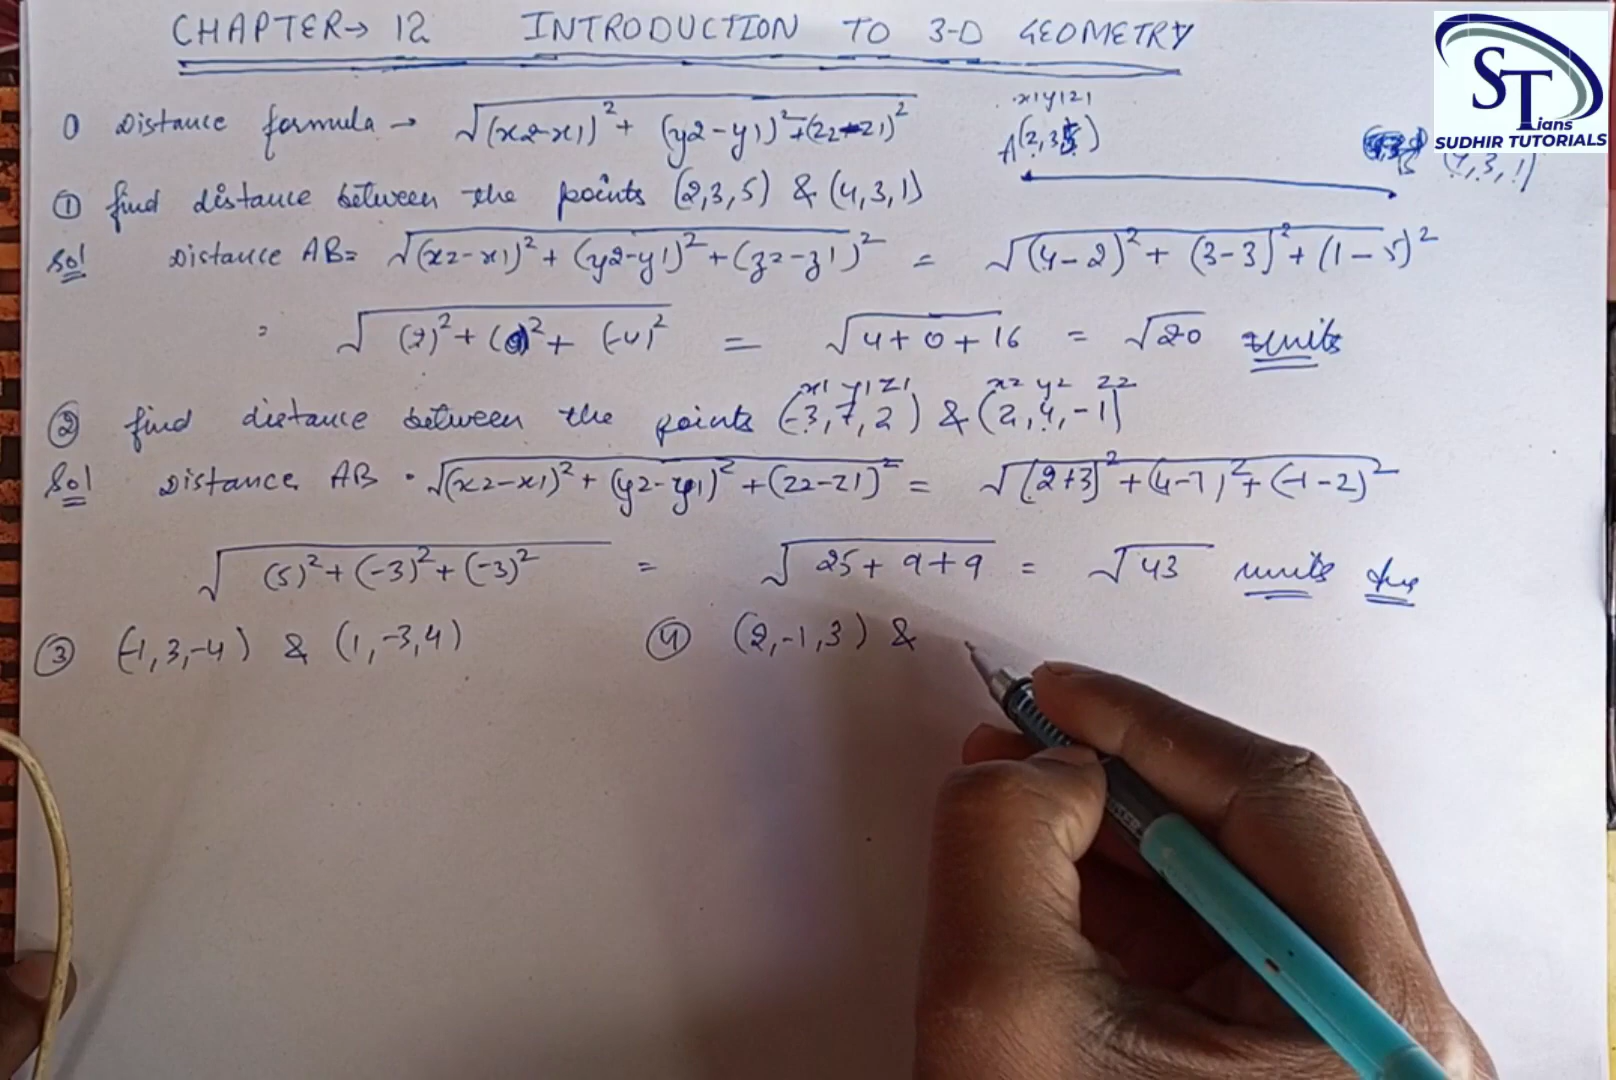 CHAPTER→ 12 INTRODUCTION TO 3-D GEOMETRY
ST
ians
SUDHIR TUTORIALS
① Distance formula → √(x2-x1)² + (y2-y1)² + (z2-z1)²
x1 y1 z1
A(2,3,5)
B (4,3,1)
① find distance between the points (2,3,5) & (4,3,1)
Sol Distance AB = √(x2-x1)² + (y2-y1)² + (z2-z1)² = √(4-2)² + (3-3)² + (1-5)²
= √(2)² + (0)² + (-4)² = √4+0+16 = √20 units
x1 y1 z1 x2 y2 z2
② find distance between the points (-3,7,2) & (2,4,-1)
Sol Distance AB = √(x2-x1)² + (y2-y1)² + (z2-z1)² = √(2+3)² + (4-7)² + (-1-2)²
√(5)² + (-3)² + (-3)² = √25+9+9 = √43 units Ans
③ (-1,3,-4) & (1,-3,4) ④ (2,-1,3) &